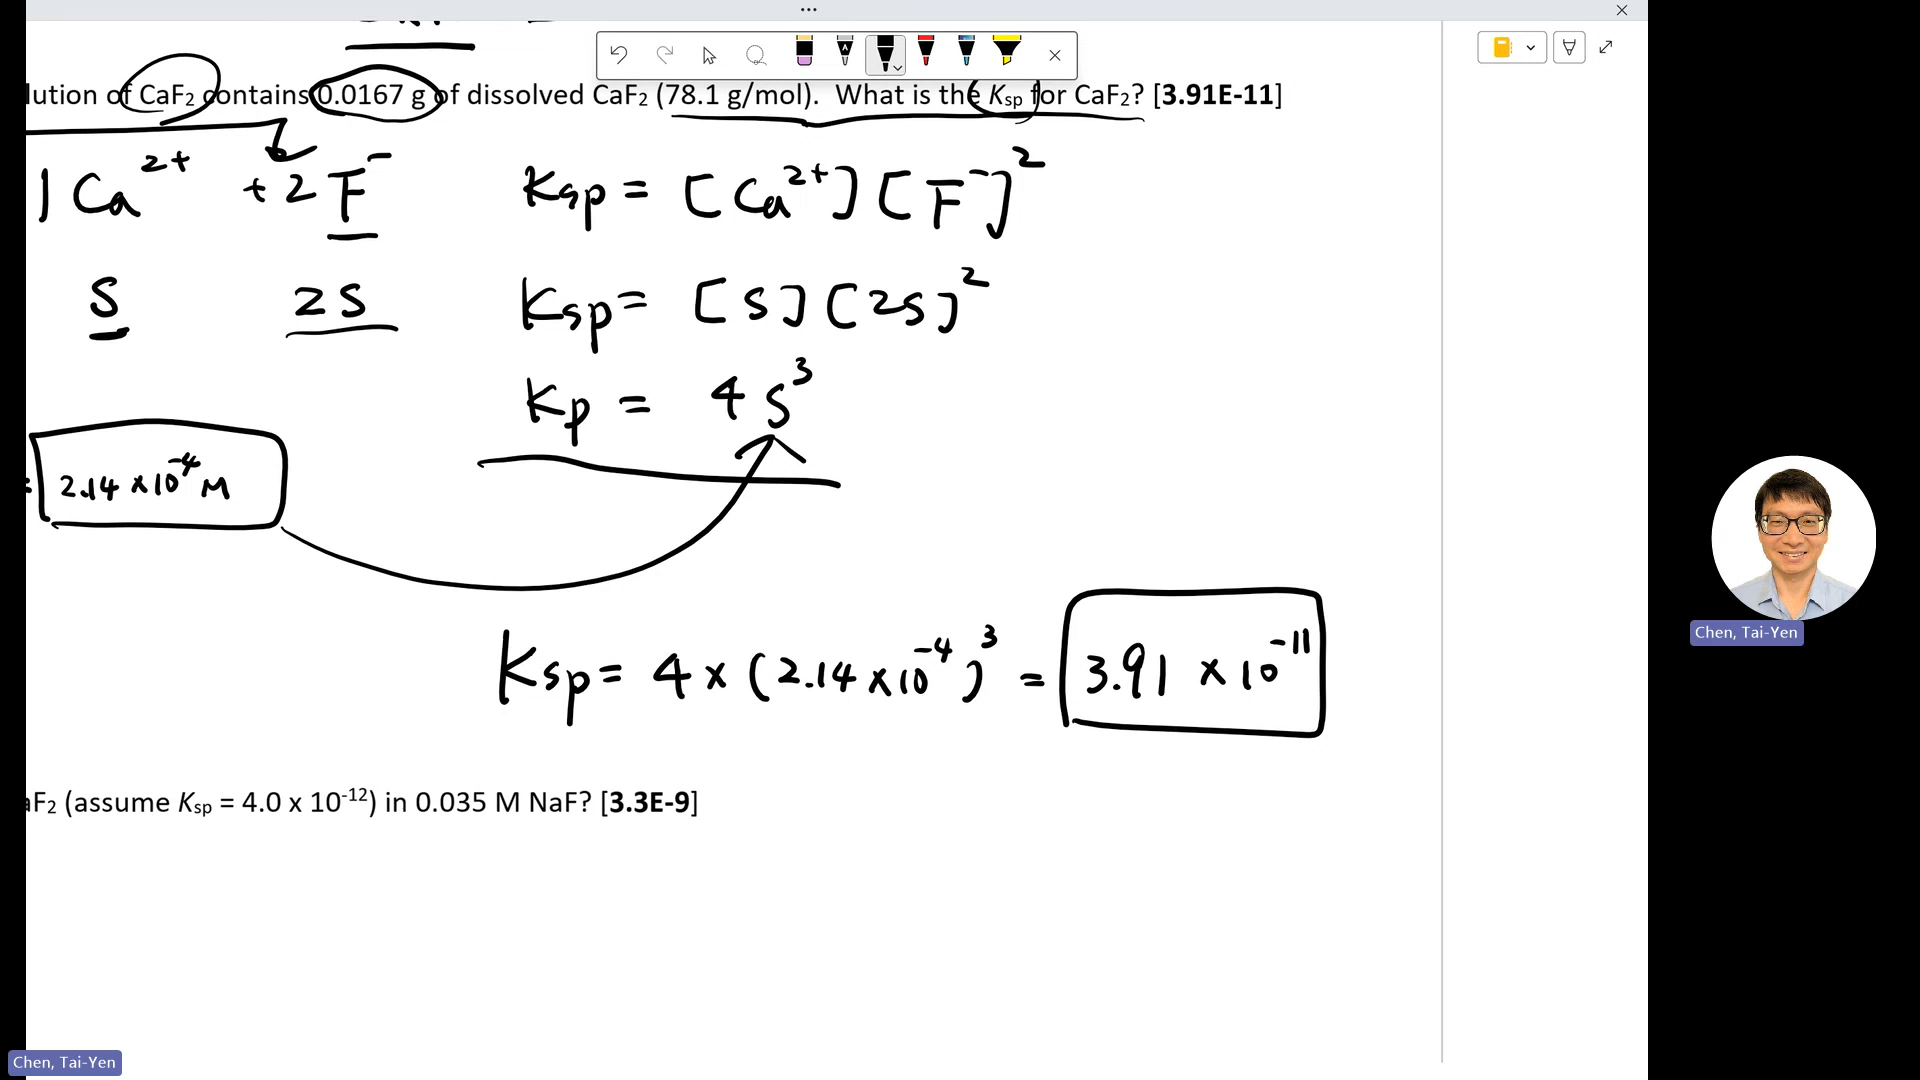 lution of CaF2 contains 0.0167 g of dissolved CaF2 (78.1 g/mol). What is the Ksp for CaF2? [3.91E-11]
1Ca²⁺ + 2F⁻
Ksp = [Ca²⁺][F⁻]²
S 2S
Ksp = [S][2S]²
Kp = 4S³
= 2.14 × 10⁻⁴ M
Ksp = 4 × (2.14 × 10⁻⁴)³ = 3.91 × 10⁻¹¹
aF2 (assume Ksp = 4.0 x 10⁻¹²) in 0.035 M NaF? [3.3E-9]
Chen, Tai-Yen
Chen, Tai-Yen